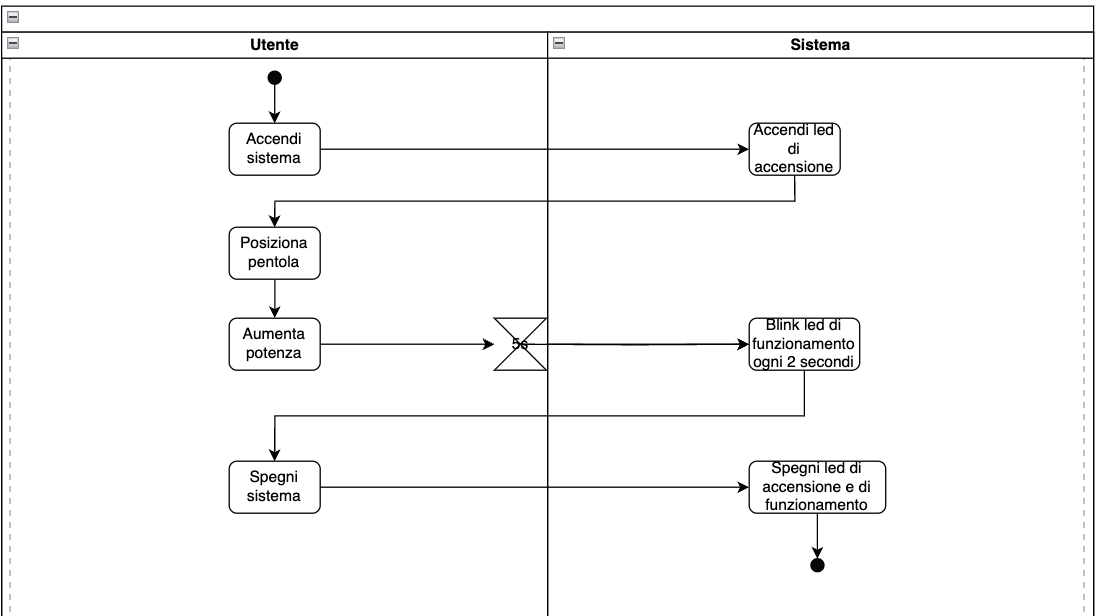 Utente
Sistema
Accendi
sistema
Accendi led
di
accensione
Posiziona
pentola
Aumenta
potenza
5s
Blink led di
funzionamento
ogni 2 secondi
Spegni
sistema
Spegni led di
accensione e di
funzionamento